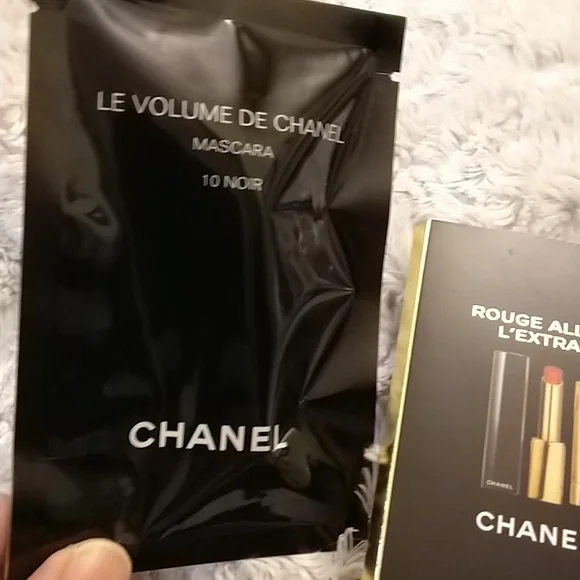 LE VOLUME DE CHANEL
MASCARA
10 NOIR
CHANEL
ROUGE ALL
L'EXTRA
CHANEL
CHANE